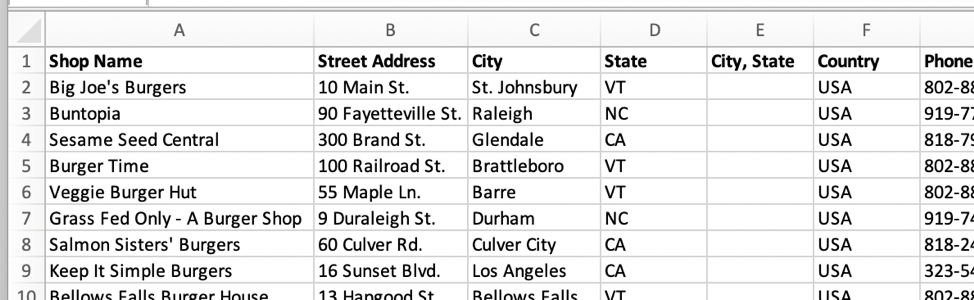 A B C D E F
1 Shop Name Street Address City State City, State Country Phone
2 Big Joe's Burgers 10 Main St. St. Johnsbury VT USA 802-88
3 Buntopia 90 Fayetteville St. Raleigh NC USA 919-77
4 Sesame Seed Central 300 Brand St. Glendale CA USA 818-79
5 Burger Time 100 Railroad St. Brattleboro VT USA 802-88
6 Veggie Burger Hut 55 Maple Ln. Barre VT USA 802-88
7 Grass Fed Only - A Burger Shop 9 Duraleigh St. Durham NC USA 919-74
8 Salmon Sisters' Burgers 60 Culver Rd. Culver City CA USA 818-24
9 Keep It Simple Burgers 16 Sunset Blvd. Los Angeles CA USA 323-54
10 Bellows Falls Burger House 13 Hapgood St. Bellows Falls VT USA 802-88